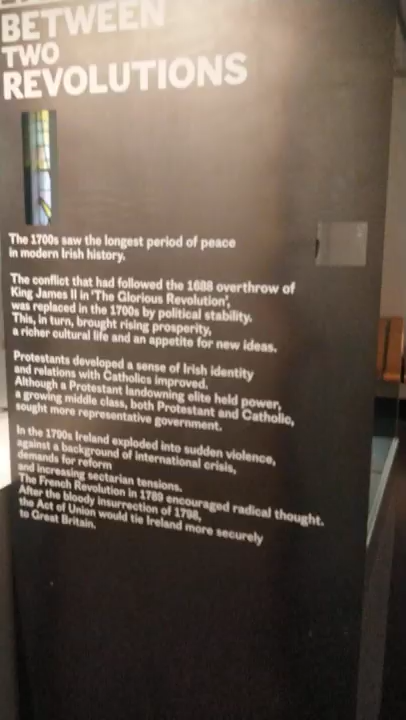 BETWEEN
TWO
REVOLUTIONS
The 1700s saw the longest period of peace
in modern Irish history.
The conflict that had followed the 1688 overthrow of
King James II in 'The Glorious Revolution',
was replaced in the 1700s by political stability.
This, in turn, brought rising prosperity,
a richer cultural life and an appetite for new ideas.
Protestants developed a sense of Irish identity
and relations with Catholics improved.
Although a Protestant landowning elite held power,
a growing middle class, both Protestant and Catholic,
sought more representative government.
In the 1790s Ireland exploded into sudden violence,
against a background of international crisis,
demands for reform
and increasing sectarian tensions.
The French Revolution in 1789 encouraged radical thought.
After the bloody insurrection of 1798,
the Act of Union would tie Ireland more securely
to Great Britain.